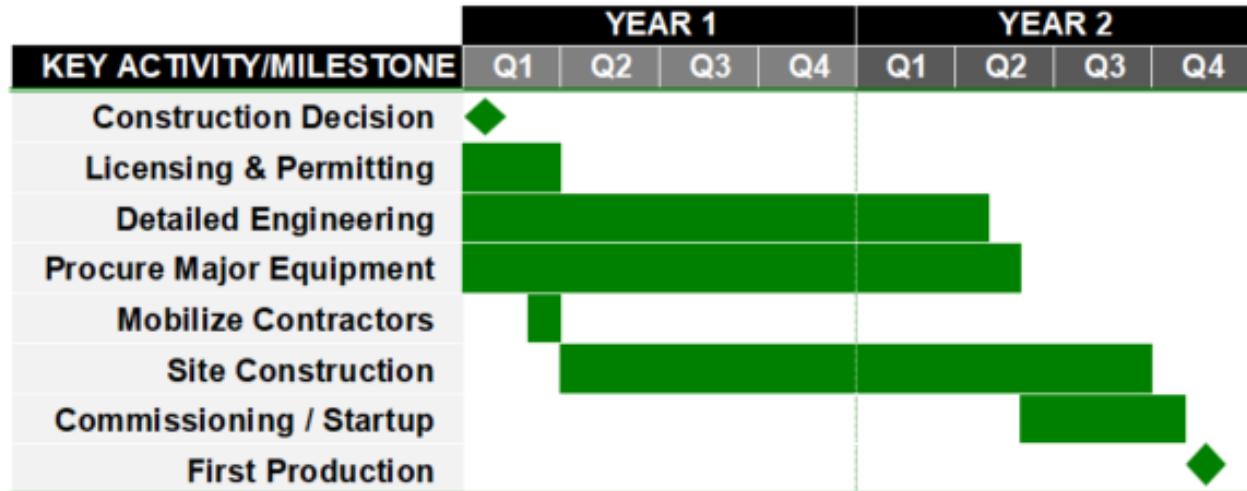 YEAR 1 YEAR 2
KEY ACTIVITY/MILESTONE Q1 Q2 Q3 Q4 Q1 Q2 Q3 Q4
Construction Decision
Licensing & Permitting
Detailed Engineering
Procure Major Equipment
Mobilize Contractors
Site Construction
Commissioning / Startup
First Production